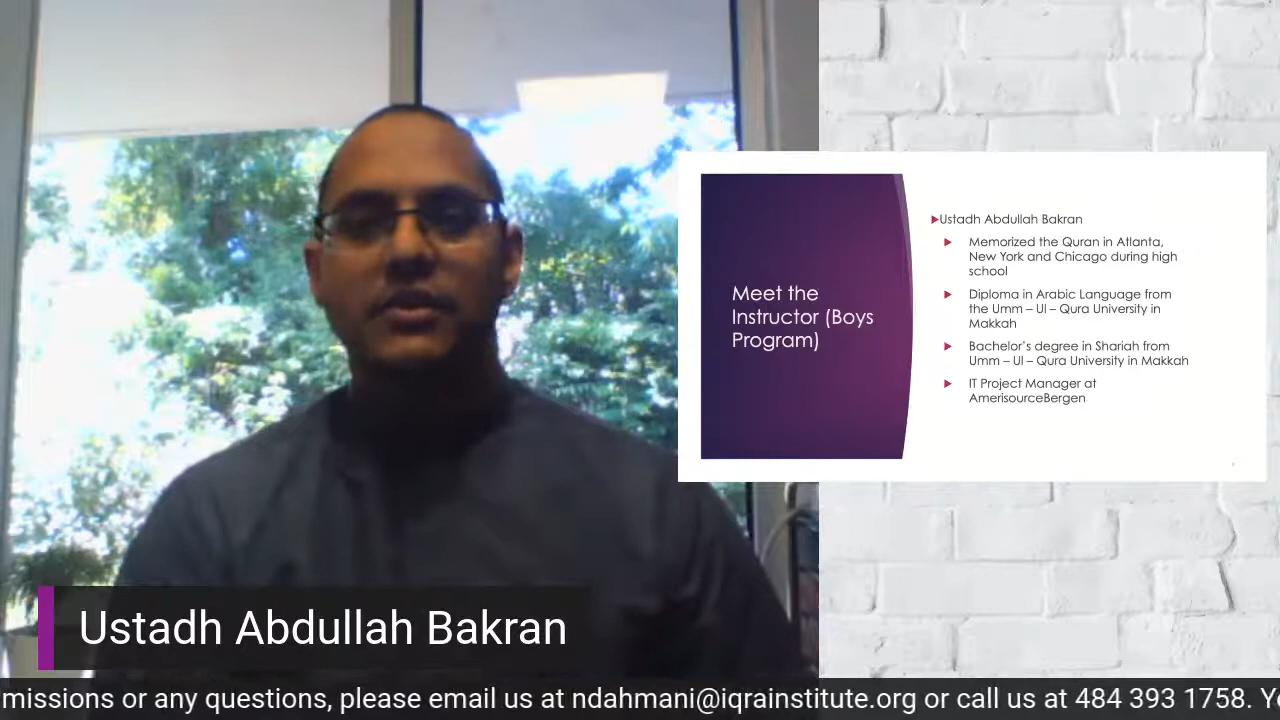 Meet the
Instructor (Boys
Program)
Ustadh Abdullah Bakran
Memorized the Quran in Atlanta,
New York and Chicago during high
school
Diploma in Arabic Language from
the Umm – Ul – Qura University in
Makkah
Bachelor's degree in Shariah from
Umm – Ul – Qura University in Makkah
IT Project Manager at
AmerisourceBergen
Ustadh Abdullah Bakran
missions or any questions, please email us at ndahmani@iqrainstitute.org or call us at 484 393 1758. Y